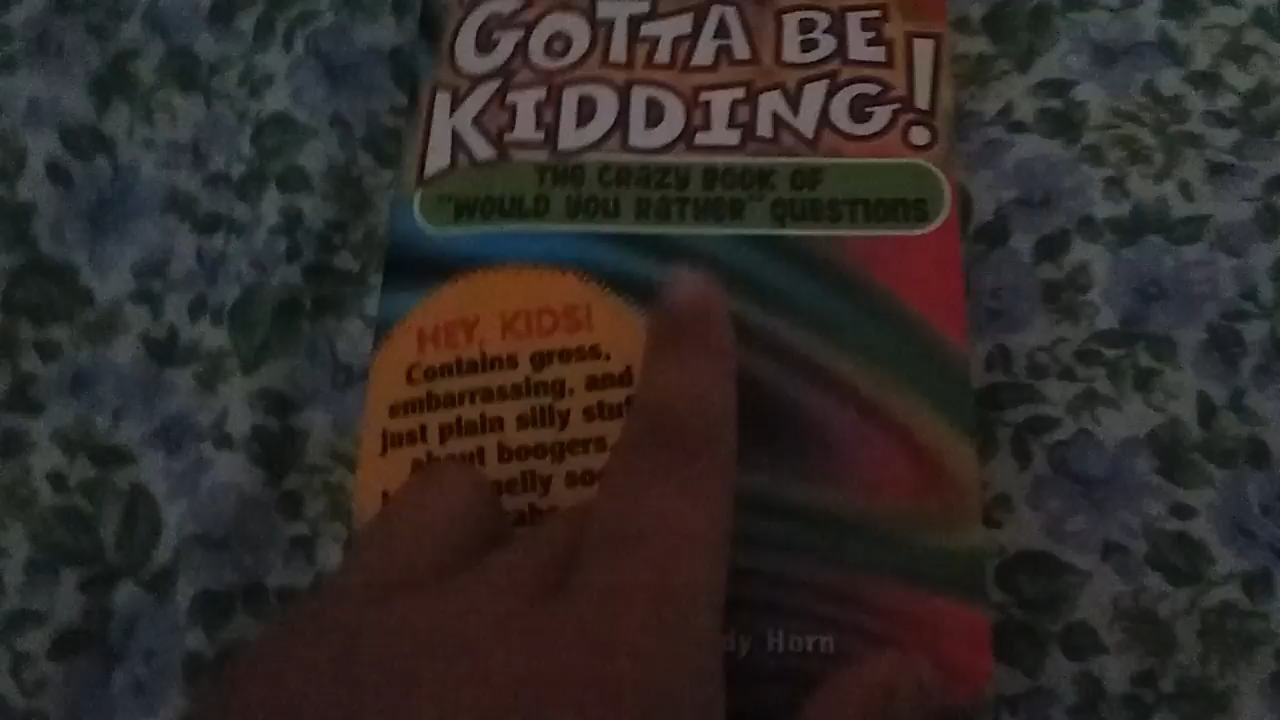 GOTTA BE
KIDDING!
THE CRAZY BOOK OF
"WOULD YOU RATHER" QUESTIONS
HEY, KIDS!
Contains gross,
embarrassing, and
just plain silly
about boogers
Horn